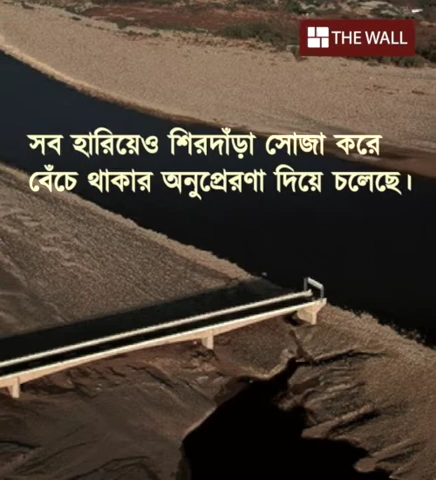 THE WALL
সব হারিয়েও শিরদাঁড়া সোজা করে
বেঁচে থাকার অনুপ্রেরণা দিয়ে চলেছে।